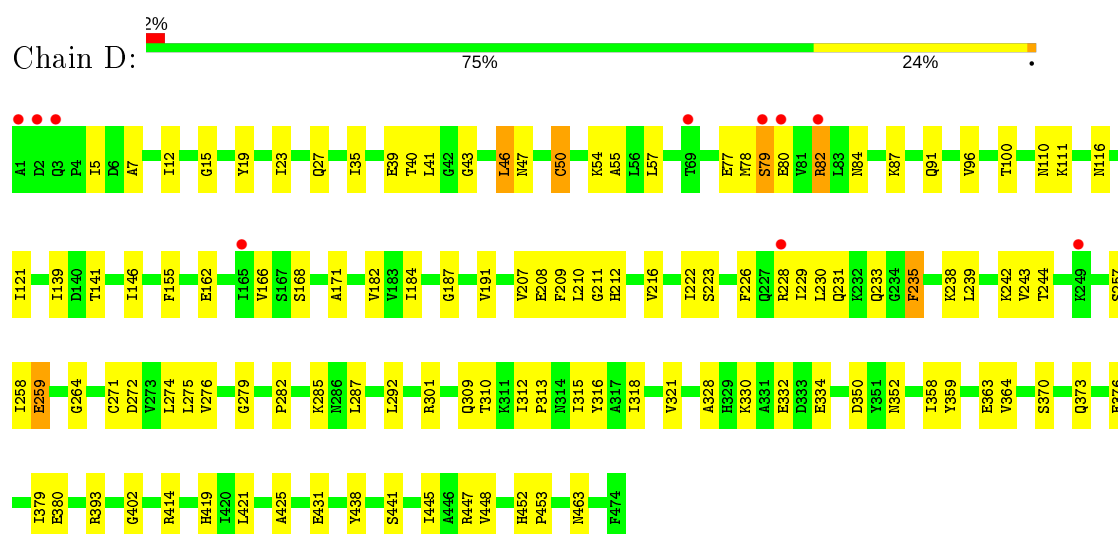 2%
Chain D:
75% 24% •
A1 D2 Q3 P4 I5 D6 A7 I12 G15 Y19 I23 Q27 I35 E39 T40 L41 G42 G43 L46 N47 C50 K54 A55 L56 L57 T69 E77 M78 S79 E80 V81 R82 L83 N84 K87 Q91 V96 T100 N110 K111 N116
I121 I139 D140 T141 I146 F155 E162 I165 V166 S167 S168 A171 V182 V183 I184 G187 V191 V207 E208 F209 L210 G211 H212 V216 I222 S223 F226 Q227 R228 I229 L230 Q231 K232 Q233 G234 F235 K238 L239 K242 V243 T244 K249 S257
I258 E259 G264 C271 D272 V273 L274 L275 V276 G279 P282 K285 N286 L287 L292 R301 Q309 T310 K311 I312 P313 N314 I315 Y316 A317 I318 V321 A328 H329 K330 A331 E332 D333 E334 D350 Y351 N352 I358 Y359 E363 V364 S370 Q373
I379 E380 R393 G402 R414 H419 I420 L421 A425 E431 Y438 S441 I445 A446 R447 V448 H452 P453 N463 F474